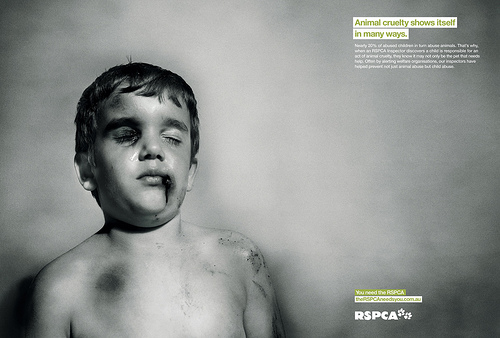 Animal cruelty shows itself
in many ways.
Nearly 20% of abused children in turn abuse animals. That's why,
when an RSPCA Inspector discovers a child is responsible for an
act of animal cruelty, they know it may not only be the pet that needs
help. Often by alerting welfare organisations, our Inspectors have
helped prevent not just animal abuse but child abuse.
You need the RSPCA
theRSPCAneedsyou.com.au
RSPCA